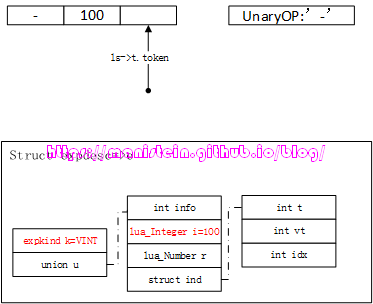 - 100 UnaryOP:’-’
ls->t.token
Struct expdesc e
https://manistein.github.io/blog/
int info
int t
lua_Integer i=100
int vt
expkind k=VINT
lua_Number r
int idx
union u
struct ind